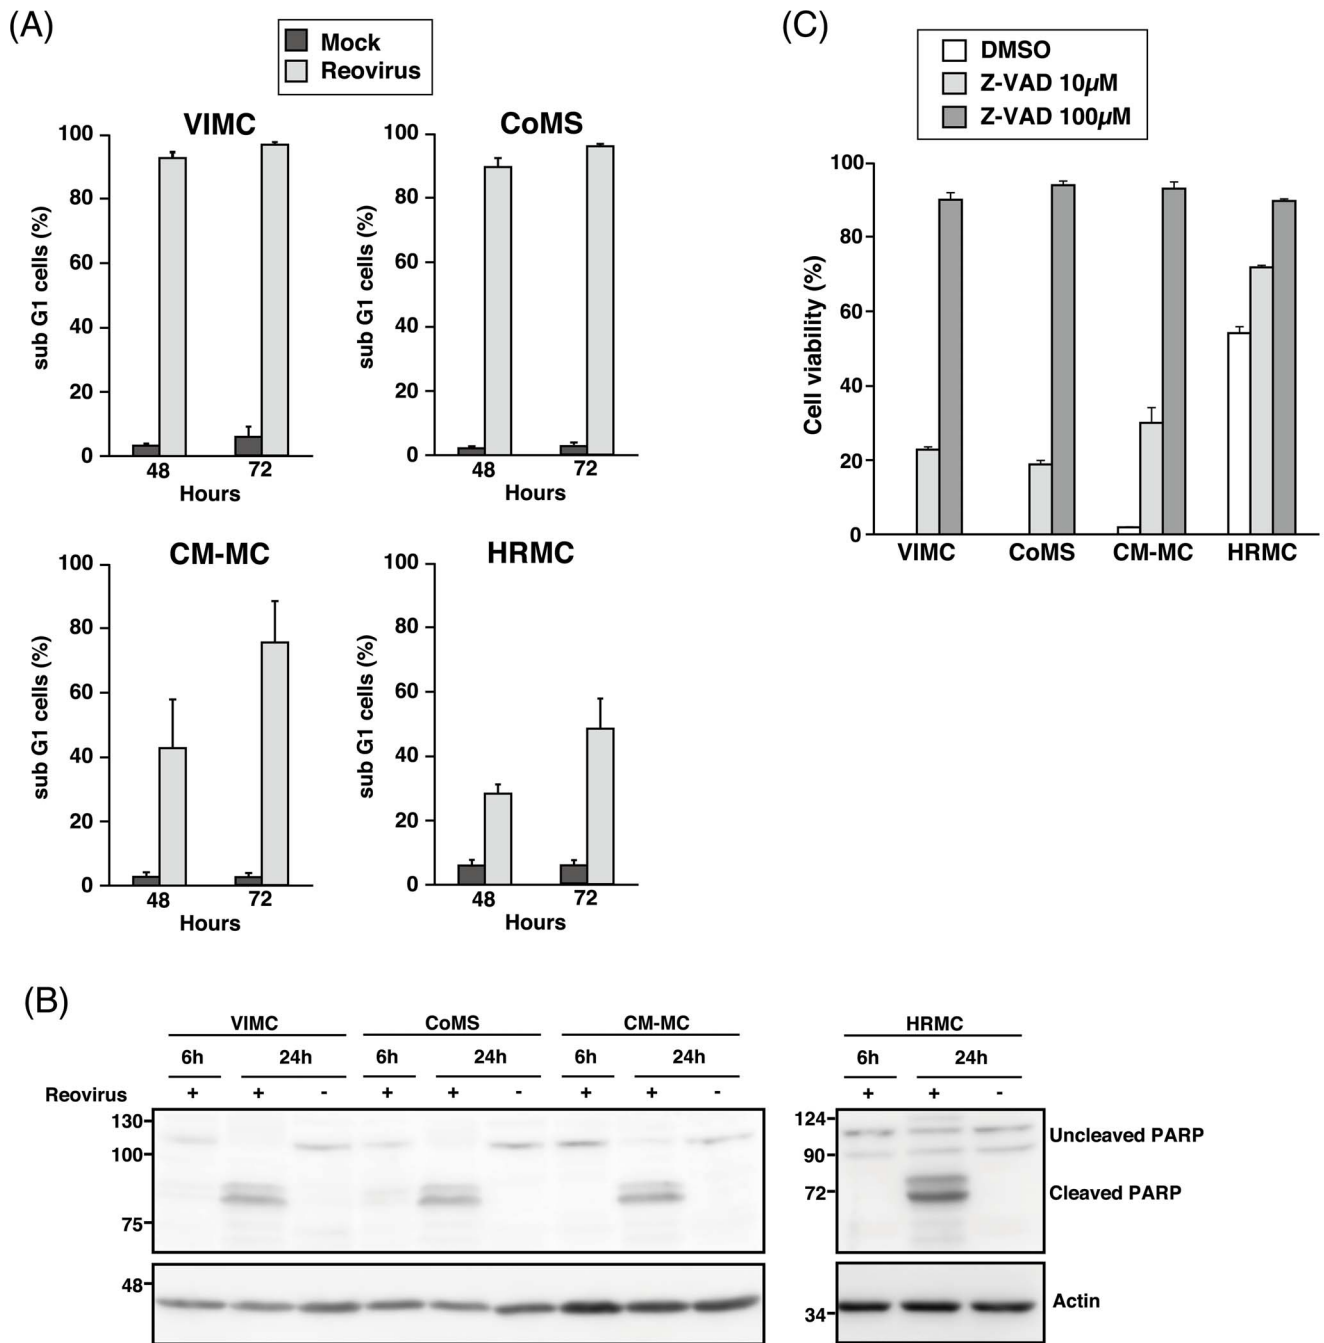 (A)
Mock
Reovirus
VIMC
100
80
60
40
20
0
sub G1 cells (%)
48 72
Hours
CoMS
100
80
60
40
20
0
sub G1 cells (%)
48 72
Hours
CM-MC
100
80
60
40
20
0
sub G1 cells (%)
48 72
Hours
HRMC
100
80
60
40
20
0
sub G1 cells (%)
48 72
Hours
(C)
DMSO
Z-VAD 10µM
Z-VAD 100µM
100
80
60
40
20
0
Cell viability (%)
VIMC CoMS CM-MC HRMC
(B)
VIMC CoMS CM-MC HRMC
6h 24h 6h 24h 6h 24h 6h 24h
Reovirus + + - + + - + + - + + -
130
100
75
48
124
90
72
34
Uncleaved PARP
Cleaved PARP
Actin